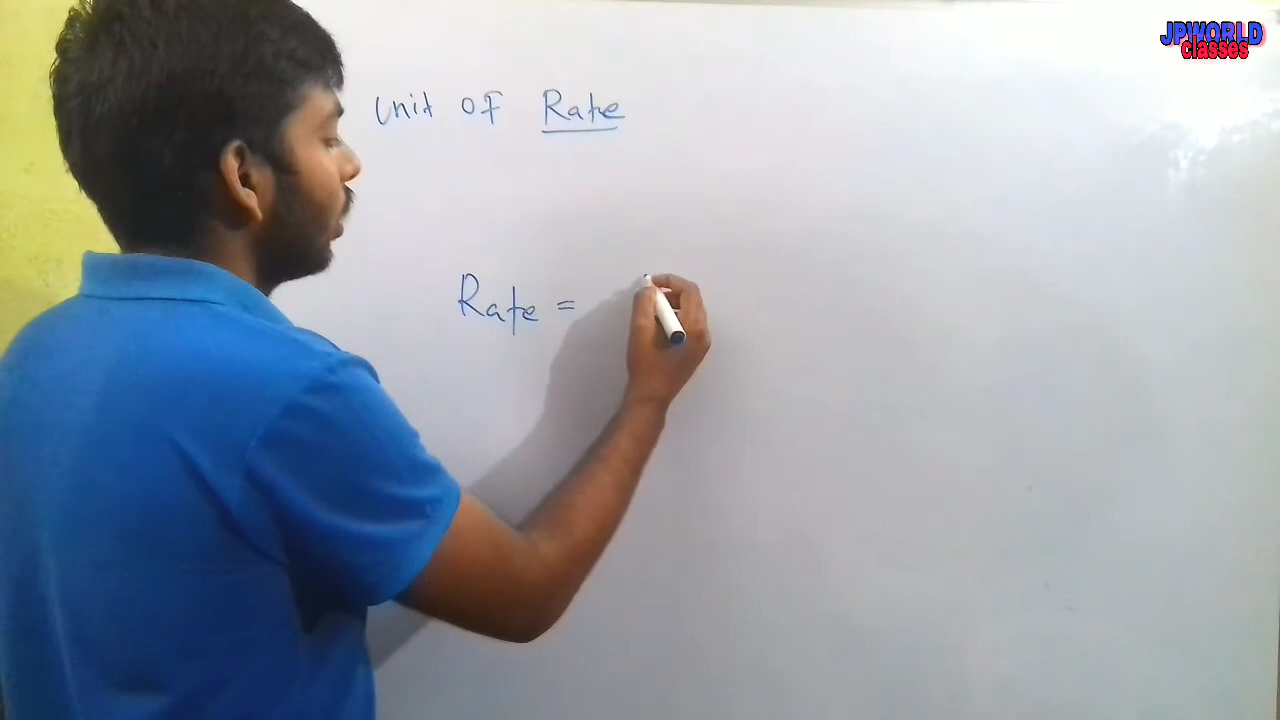 JPWORLD
classes
Unit of Rate
Rate =